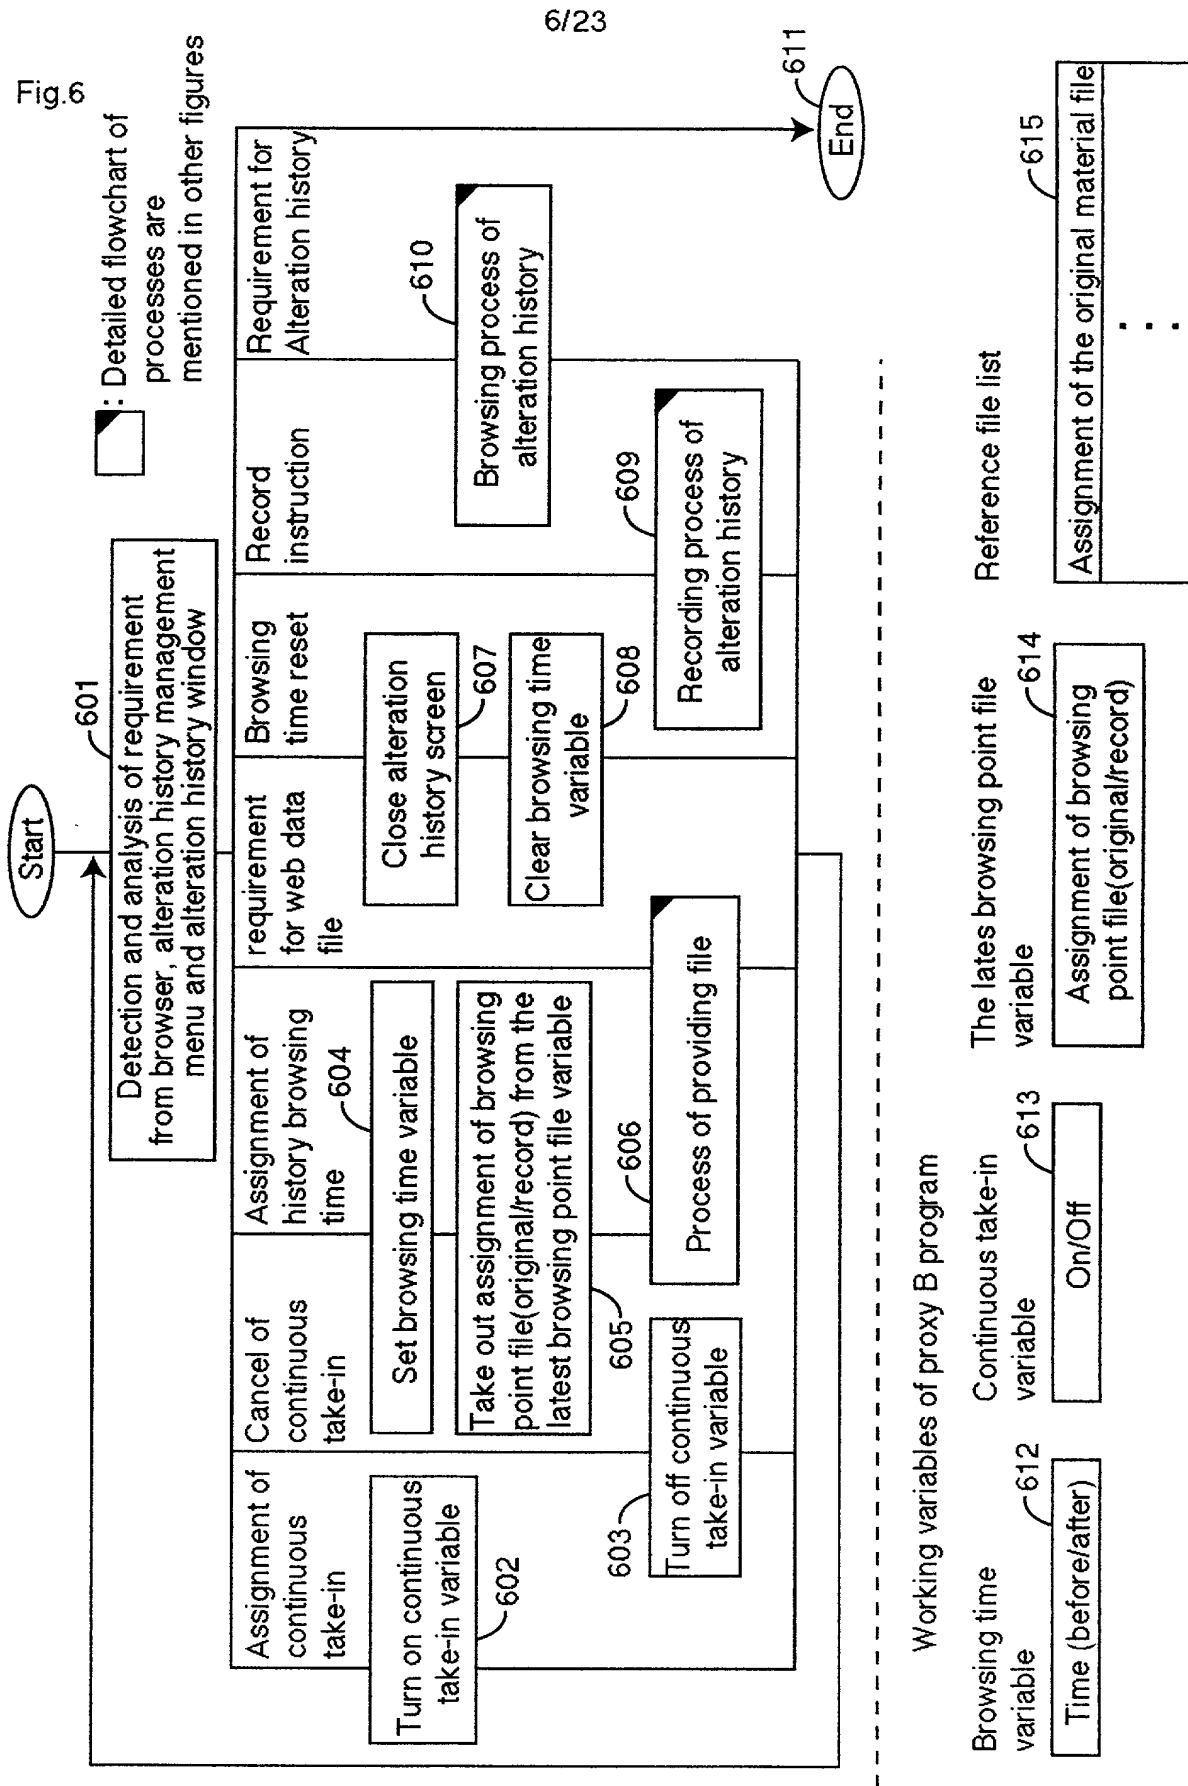 6/23
Fig.6
: Detailed flowchart of
processes are
mentioned in other figures
Start
601
Detection and analysis of requirement
from browser, alteration history management
menu and alteration history window
Assignment of
continuous
take-in
Cancel of
continuous
take-in
Assignment of
history browsing
time
requirement
for web data
file
Browsing
time reset
Record
instruction
Requirement for
Alteration history
Turn on continuous
take-in variable
602
Turn off continuous
take-in variable
603
Set browsing time variable
604
Take out assignment of browsing
point file(original/record) from the
latest browsing point file variable
605
606
Process of providing file
Close alteration
history screen
607
Clear browsing time
variable
608
609
Recording process of
alteration history
610
Browsing process of
alteration history
611
End
Working variables of proxy B program
Browsing time
variable
612
Time (before/after)
Continuous take-in
variable
613
On/Off
The lates browsing point file
variable
614
Assignment of browsing
point file(original/record)
Reference file list
615
Assignment of the original material file
. . .